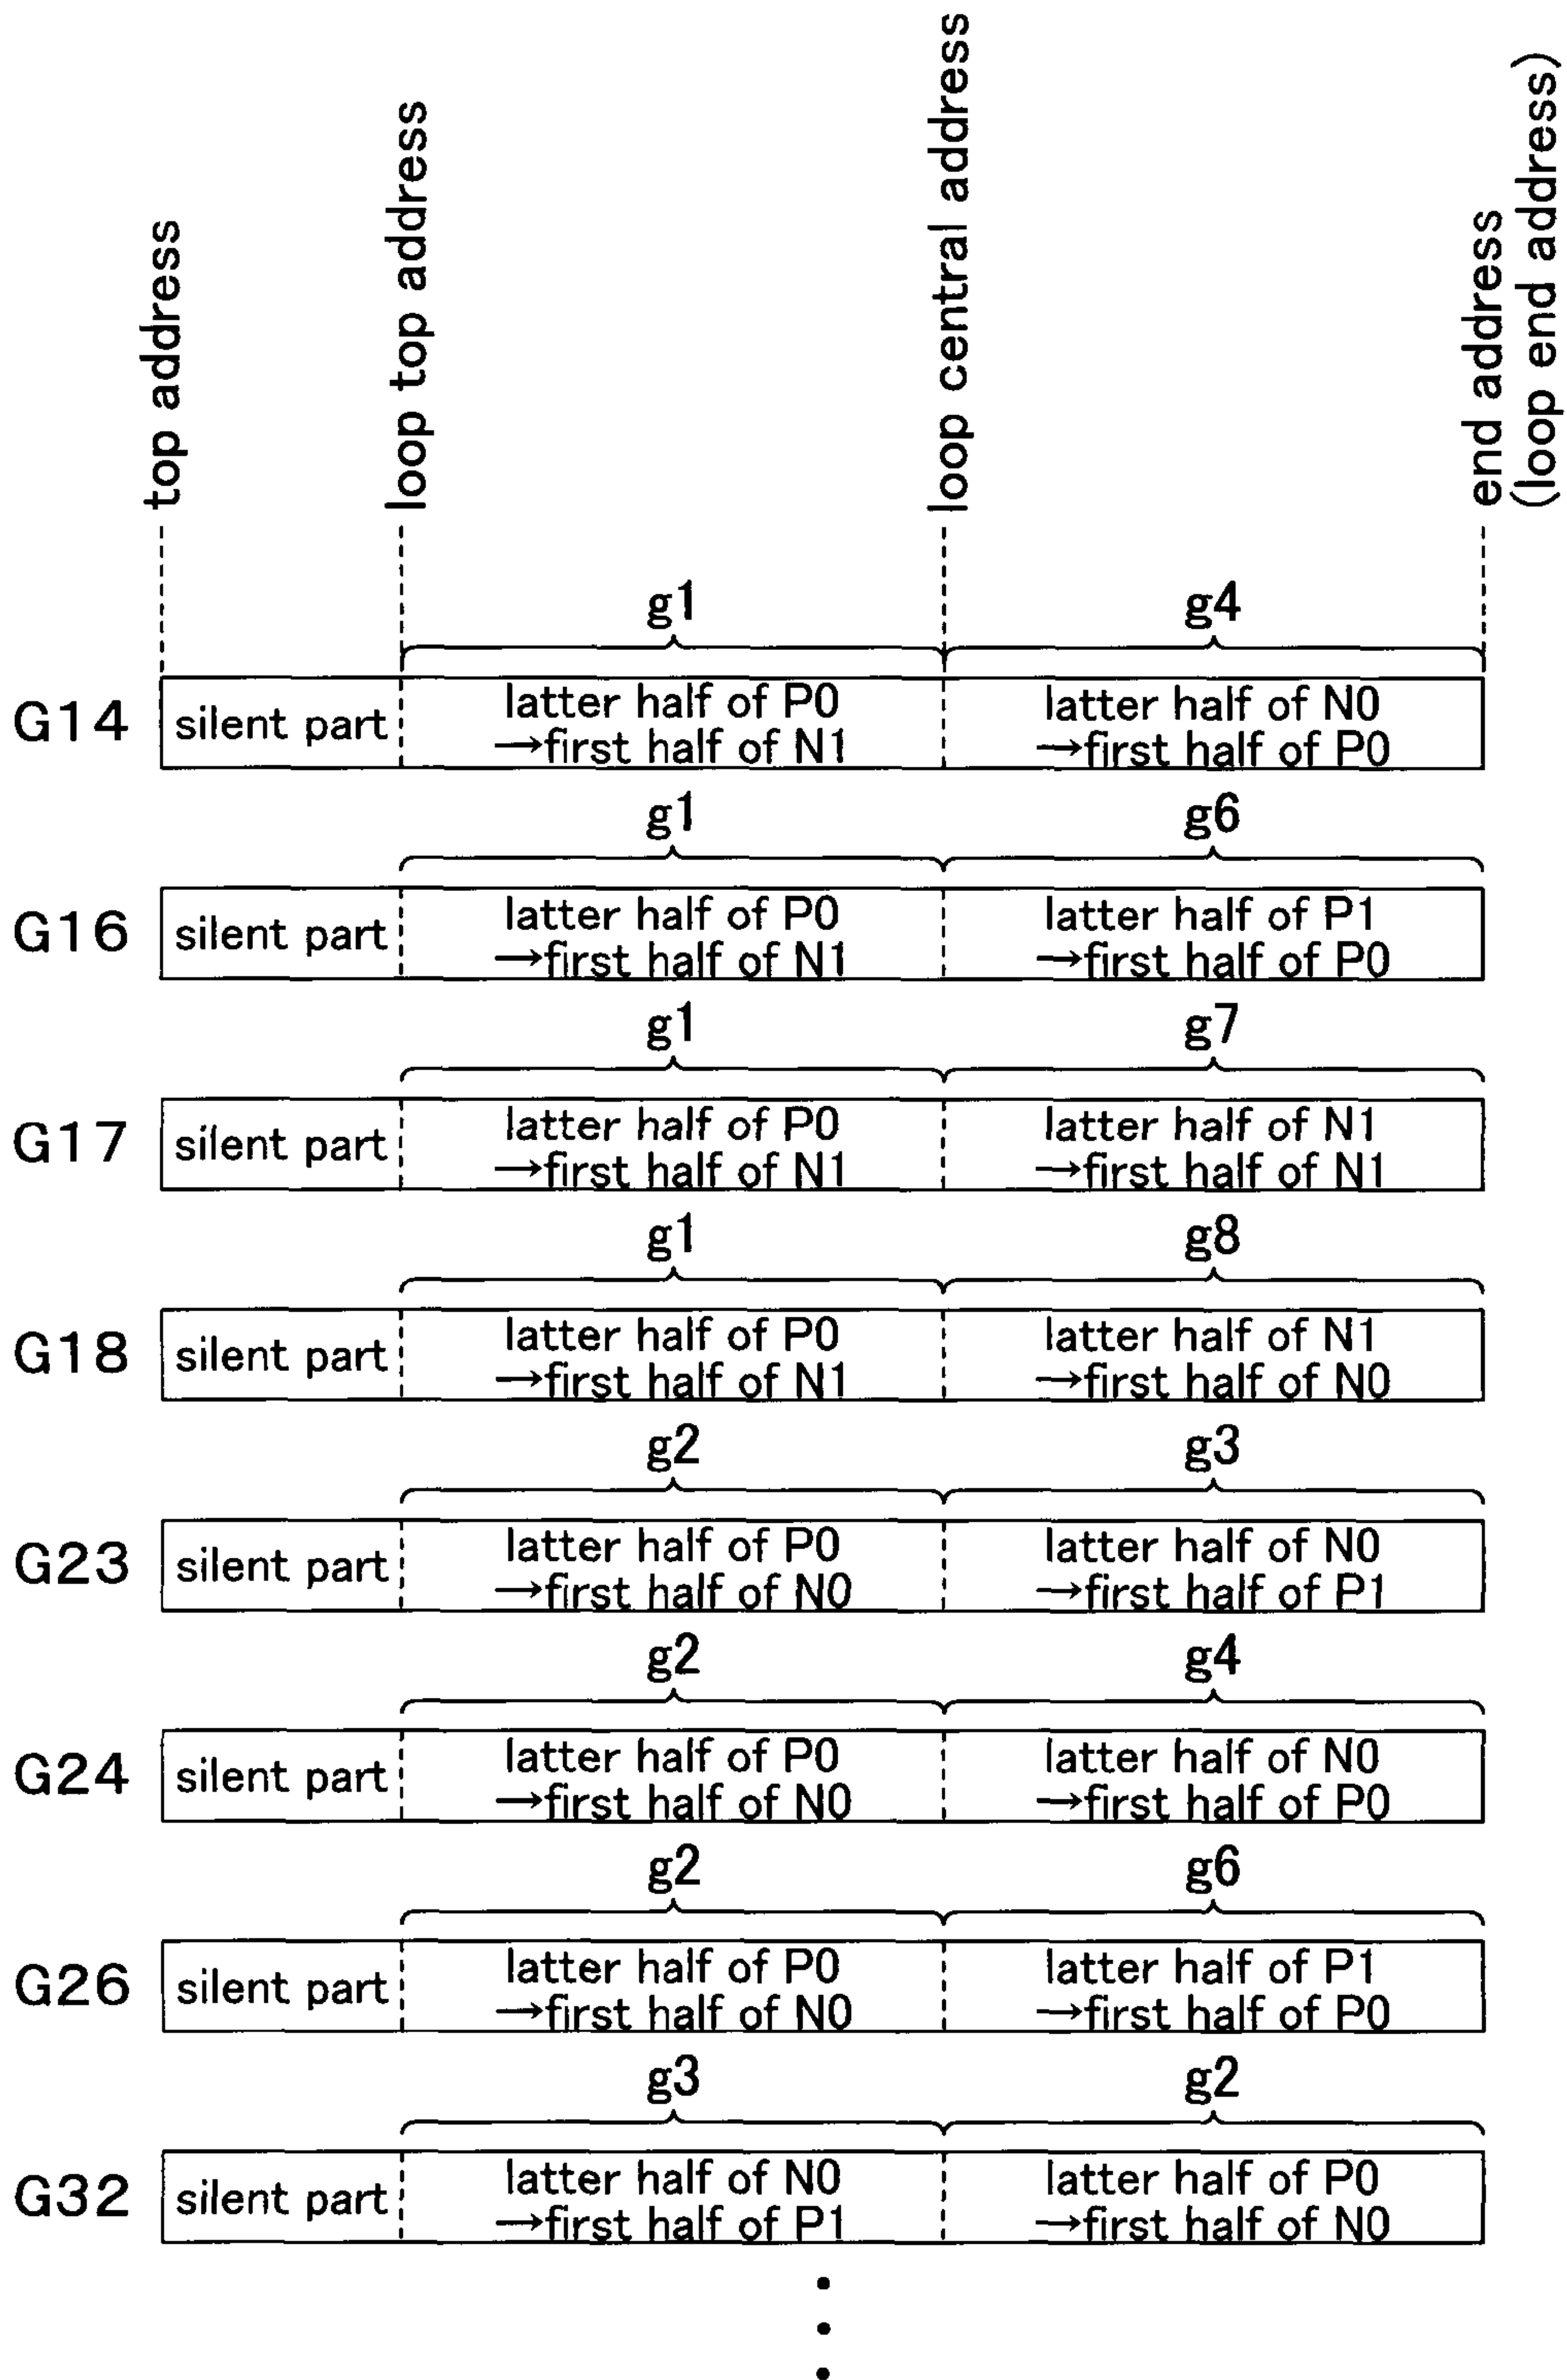 top address
loop top address
loop central address
end address
(loop end address)
g1 g4
G14 silent part latter half of P0 latter half of N0
→first half of N1 →first half of P0
g1 g6
G16 silent part latter half of P0 latter half of P1
→first half of N1 →first half of P0
g1 g7
G17 silent part latter half of P0 latter half of N1
→first half of N1 →first half of N1
g1 g8
G18 silent part latter half of P0 latter half of N1
→first half of N1 →first half of N0
g2 g3
G23 silent part latter half of P0 latter half of N0
→first half of N0 →first half of P1
g2 g4
G24 silent part latter half of P0 latter half of N0
→first half of N0 →first half of P0
g2 g6
G26 silent part latter half of P0 latter half of P1
→first half of N0 →first half of P0
g3 g2
G32 silent part latter half of N0 latter half of P0
→first half of P1 →first half of N0